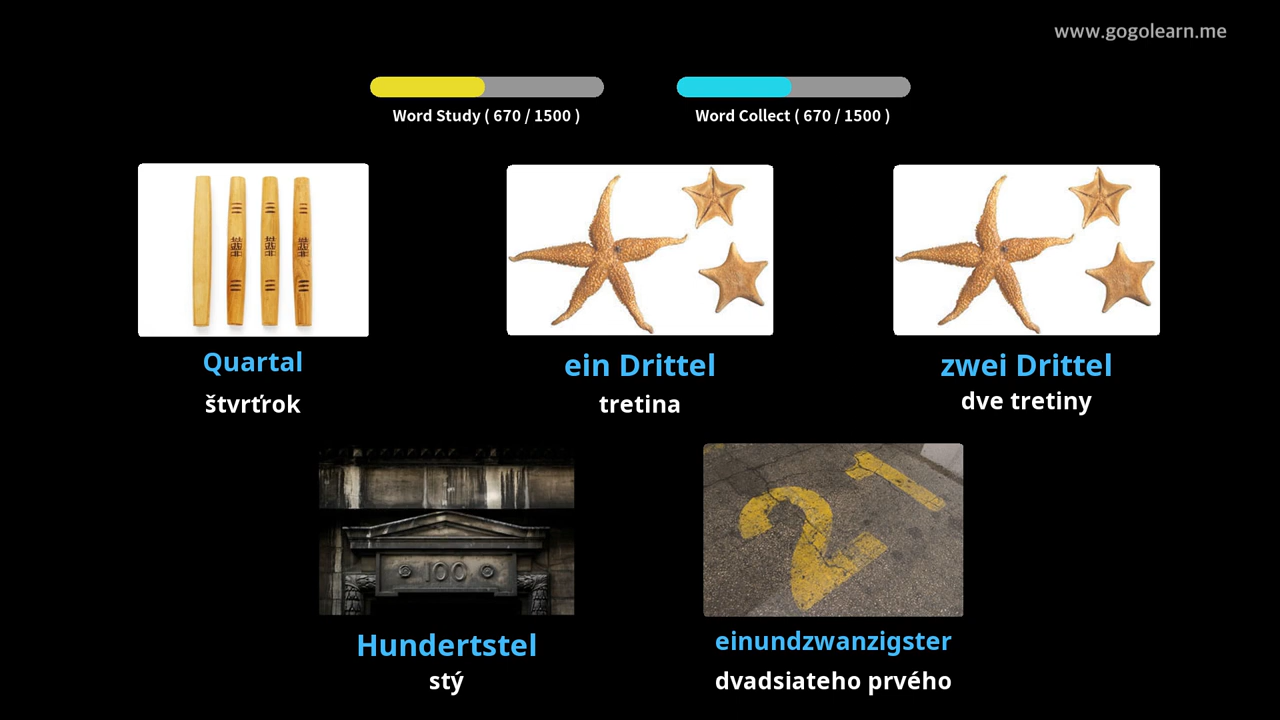 www.gogolearn.me
Word Study ( 670 / 1500 )
Word Collect ( 670 / 1500 )
Quartal
ein Drittel
zwei Drittel
štvrťrok
tretina
dve tretiny
100
21
Hundertstel
einundzwanzigster
stý
dvadsiateho prvého